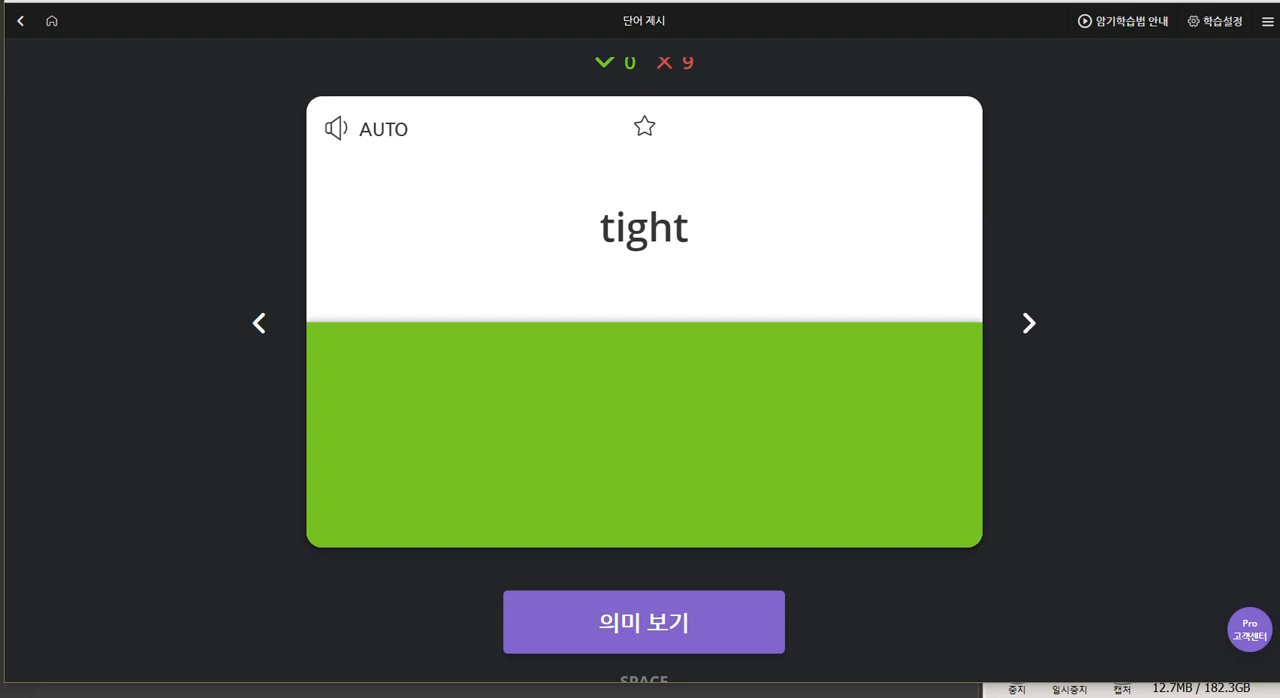 단어 제시
암기학습법 안내
학습설정
0 9
AUTO
tight
의미 보기
SPACE
Pro
고객센터
중지 일시중지 캡처 12.7MB / 182.3GB